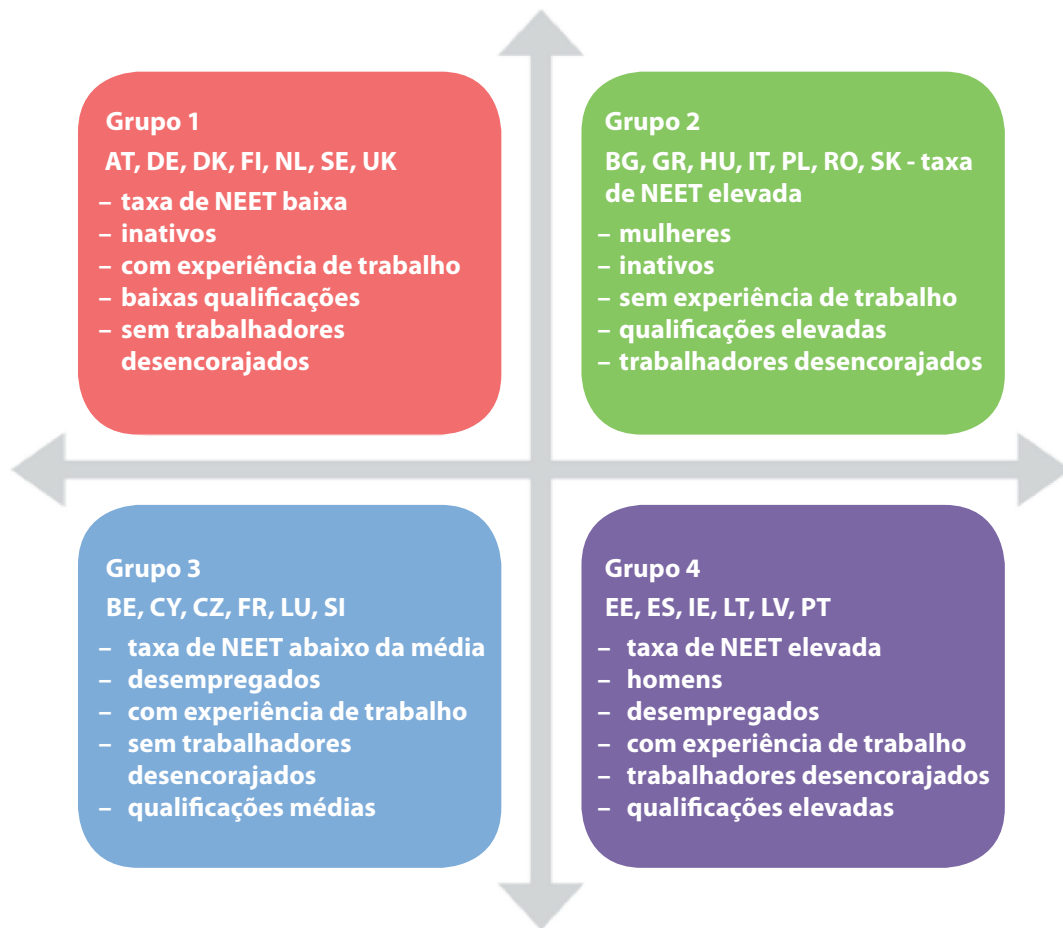 Grupo 1
AT, DE, DK, FI, NL, SE, UK
– taxa de NEET baixa
– inativos
– com experiência de trabalho
– baixas qualificações
– sem trabalhadores
desencorajados
Grupo 2
BG, GR, HU, IT, PL, RO, SK - taxa
de NEET elevada
– mulheres
– inativos
– sem experiência de trabalho
– qualificações elevadas
– trabalhadores desencorajados
Grupo 3
BE, CY, CZ, FR, LU, SI
– taxa de NEET abaixo da média
– desempregados
– com experiência de trabalho
– sem trabalhadores
desencorajados
– qualificações médias
Grupo 4
EE, ES, IE, LT, LV, PT
– taxa de NEET elevada
– homens
– desempregados
– com experiência de trabalho
– trabalhadores desencorajados
– qualificações elevadas